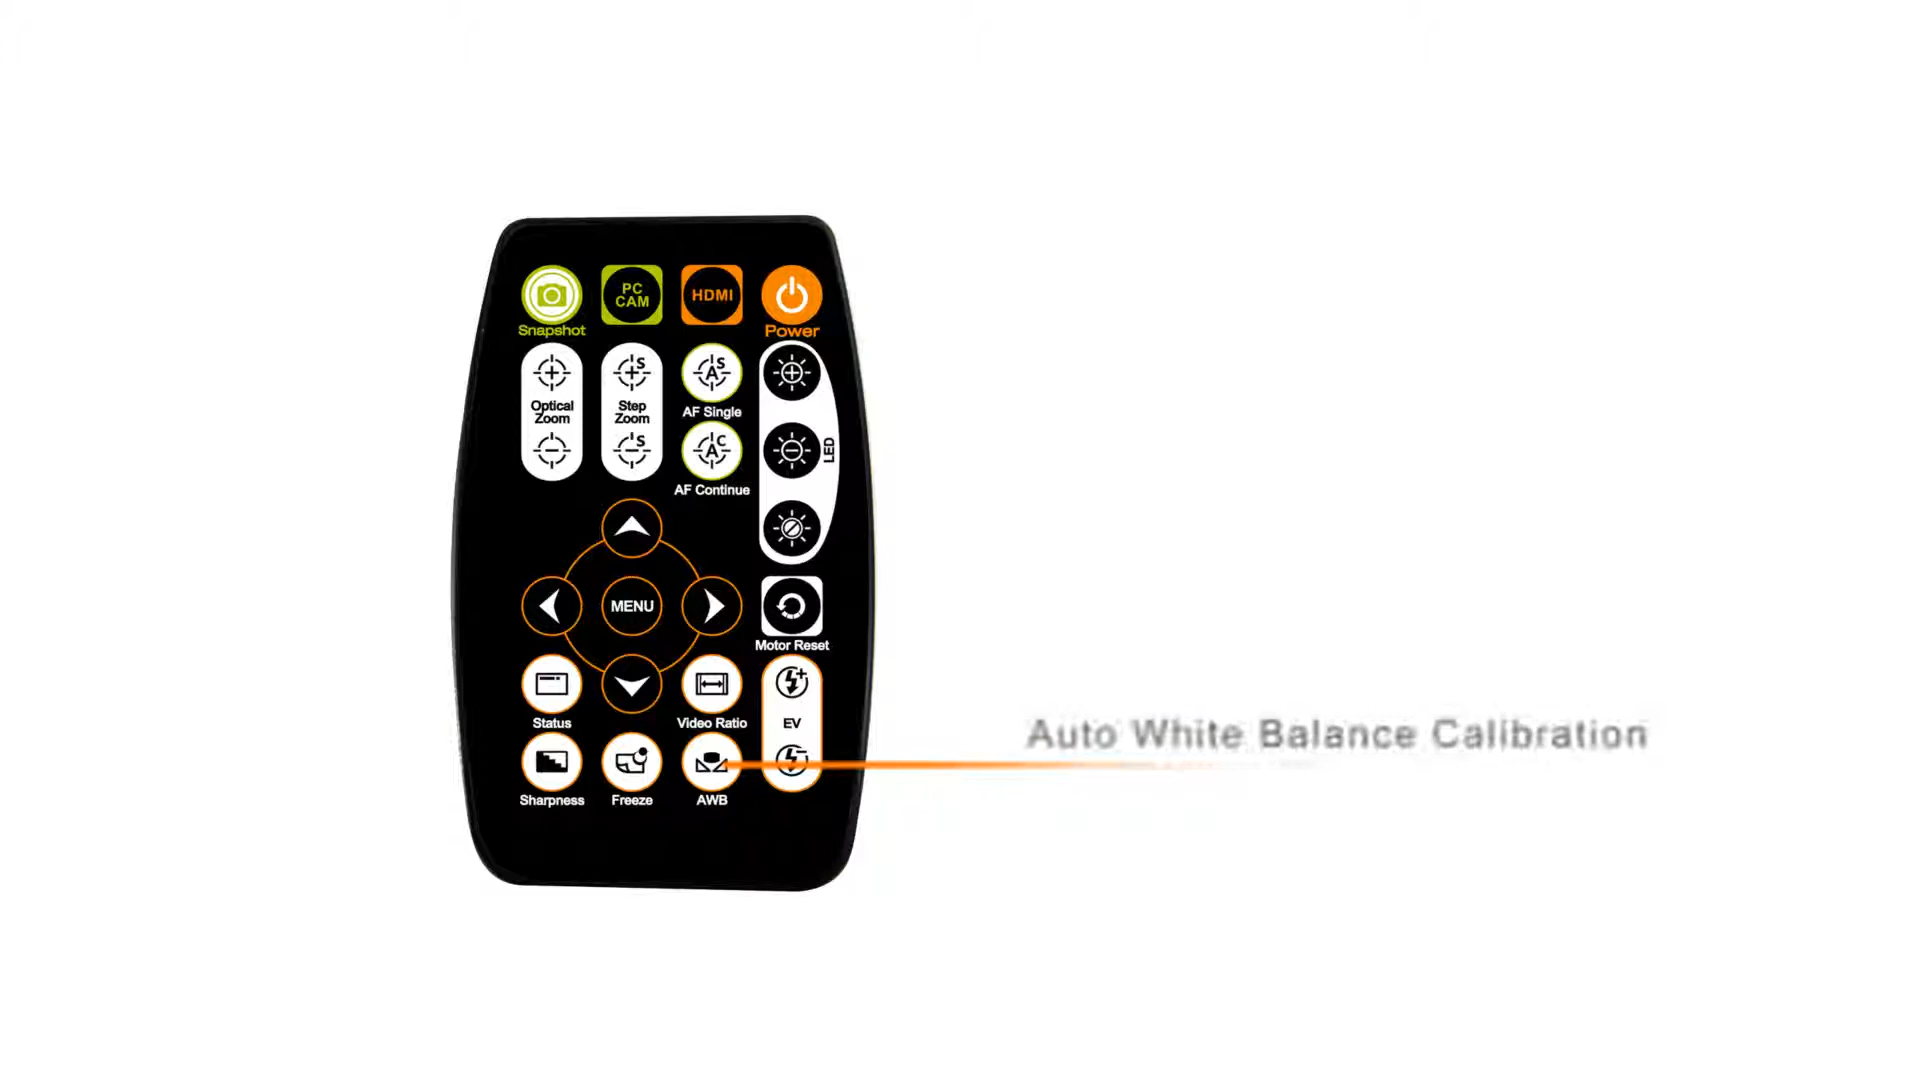 PC
CAM
HDMI
Snapshot
Power
S
S
Optical
Zoom
Step
Zoom
A
AF Single
S
C
A
LED
AF Continue
MENU
Motor Reset
Status
Video Ratio
EV
Auto White Balance Calibration
Sharpness
Freeze
AWB